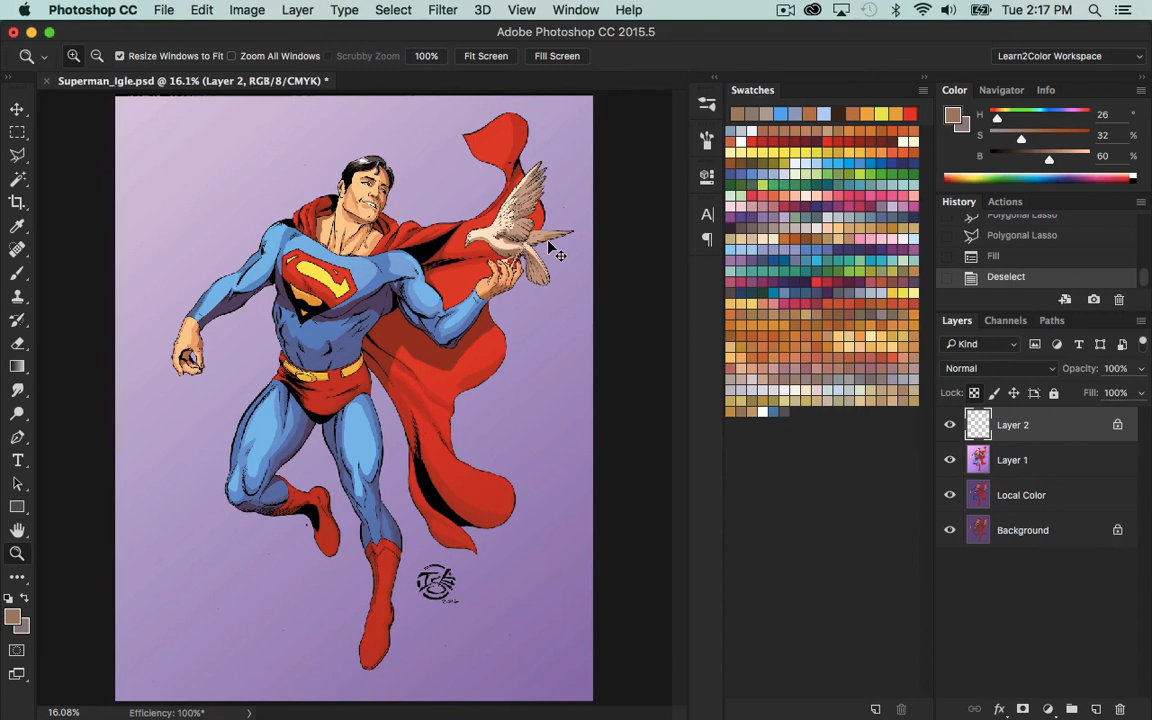 Photoshop CC File Edit Image Layer Type Select Filter 3D View Window Help Tue 2:17 PM
Adobe Photoshop CC 2015.5
Resize Windows to Fit Zoom All Windows Scrubby Zoom 100% Fit Screen Fill Screen Learn2Color Workspace
Superman_Igle.psd @ 16.1% (Layer 2, RGB/8/CMYK) *
Swatches
Color Navigator Info
H 26 °
S 32 %
B 60 %
History Actions
Polygonal Lasso
Polygonal Lasso
Fill
Deselect
Layers Channels Paths
Kind
Normal Opacity: 100%
Lock: Fill: 100%
Layer 2
Layer 1
Local Color
Background
S
16.08% Efficiency: 100%*